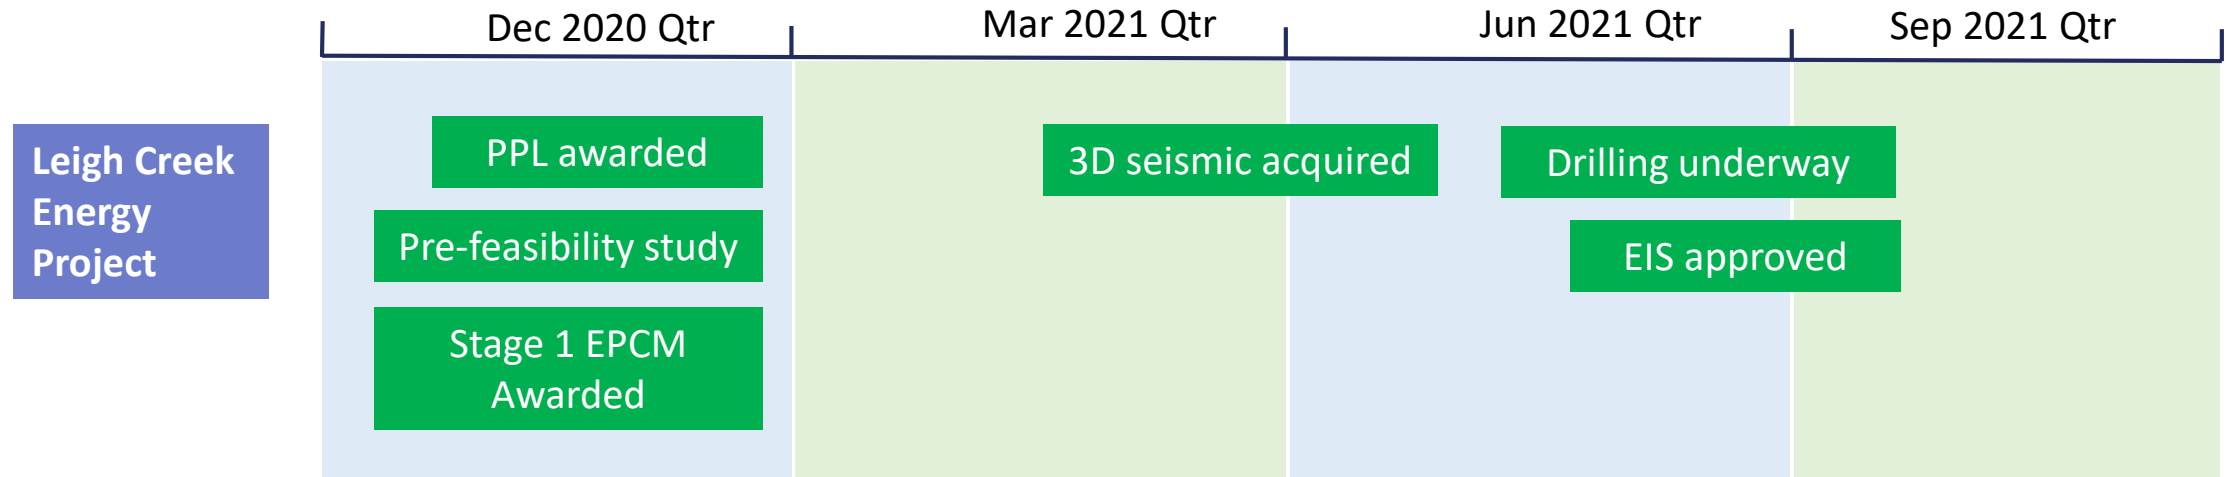 Dec 2020 Qtr
Mar 2021 Qtr
Jun 2021 Qtr
Sep 2021 Qtr
Leigh Creek
Energy
Project
PPL awarded
Pre-feasibility study
Stage 1 EPCM
Awarded
3D seismic acquired
Drilling underway
EIS approved